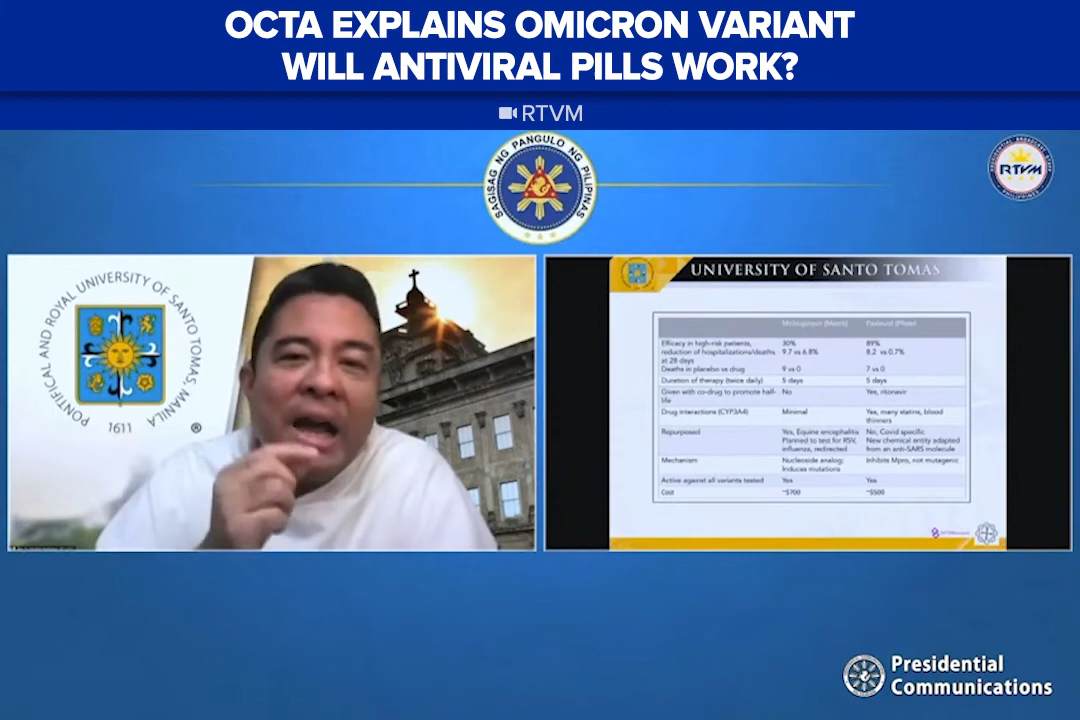 OCTA EXPLAINS OMICRON VARIANT
WILL ANTIVIRAL PILLS WORK?
RTVM
SAGISAG NG PANGULO NG PILIPINAS
RTVM
PHILIPPINES
PONTIFICAL AND ROYAL UNIVERSITY OF SANTO TOMAS, MANILA
1611
®
UNIVERSITY OF SANTO TOMAS
Molnupiravir (Merck) Paxlovid (Pfizer)
Efficacy in high-risk patients, 30% 89%
reduction of hospitalizations/deaths 9.7 vs 6.8% 8.2 vs 0.7%
at 28 days
Deaths in placebo vs drug 9 vs 0 7 vs 0
Duration of therapy (twice daily) 5 days 5 days
Given with co-drug to promote half- No Yes, ritonavir
life
Drug interactions (CYP3A4) Minimal Yes, many statins, blood
thinners
Repurposed Yes, Equine encephalitis No, Covid specific
Planned to test for RSV, New chemical entity adapted
influenza, redirected from an anti-SARS molecule
Mechanism Nucleoside analog; Inhibits Mpro, not mutagenic
Induces mutations
Active against all variants tested Yes Yes
Cost ~$700 ~$500
Presidential
Communications